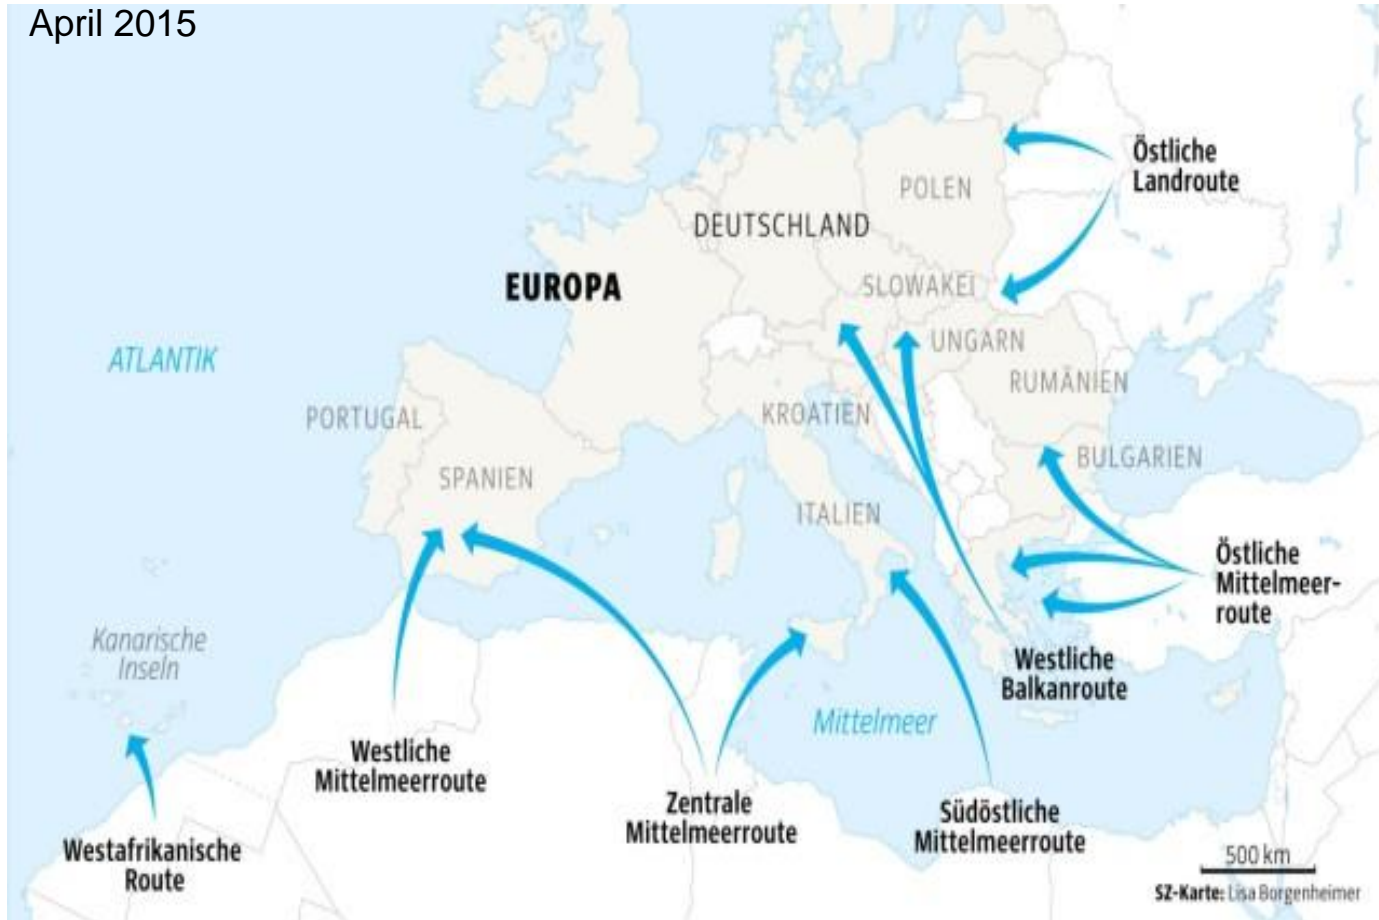 April 2015
Östliche
Landroute
POLEN
DEUTSCHLAND
EUROPA
SLOWAKEI
UNGARN
ATLANTIK
RUMÄNIEN
PORTUGAL
KROATIEN
BULGARIEN
SPANIEN
ITALIEN
Östliche
Mittelmeer-
route
Kanarische
Inseln
Westliche
Balkanroute
Mittelmeer
Westliche
Mittelmeerroute
Zentrale
Mittelmeerroute
Südöstliche
Mittelmeerroute
Westafrikanische
Route
500 km
SZ-Karte: Lisa Borgenheimer